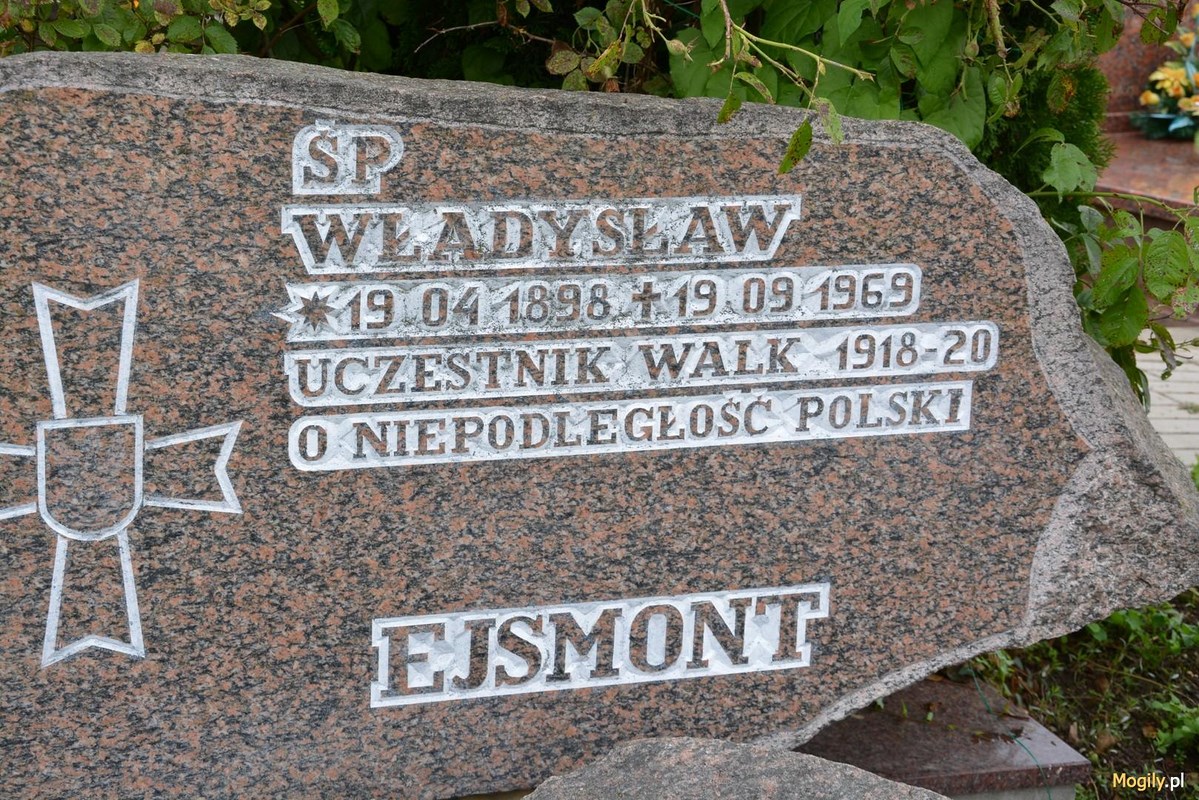 ŚP
WŁADYSŁAW
✷ 19 04 1898 ✝ 19 09 1969
UCZESTNIK WALK 1918-20
O NIEPODLEGŁOŚĆ POLSKI
EJSMONT
Mogily.pl